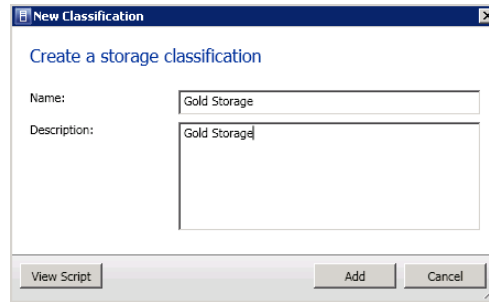 New Classification
Create a storage classification
Name:
Gold Storage
Description:
Gold Storage
View Script
Add
Cancel